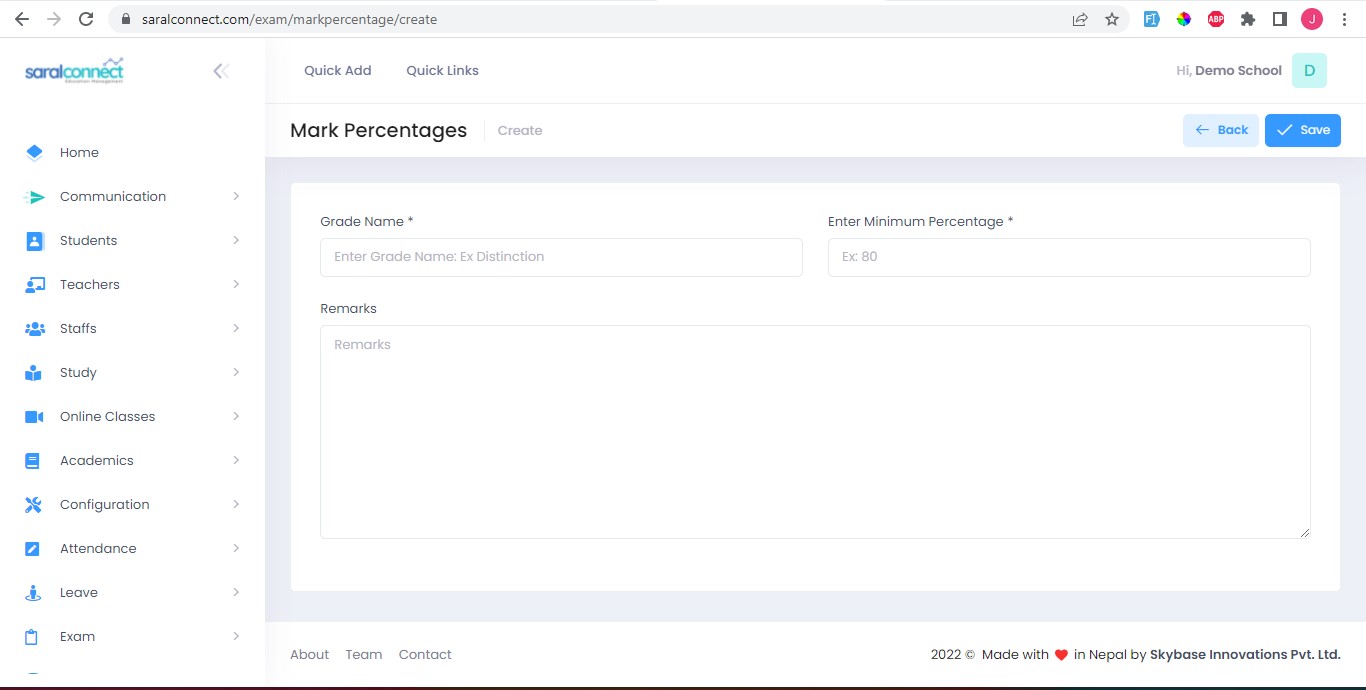 saralconnect.com/exam/markpercentage/create
FI
ABP
J
saralconnect
Education Management
Quick Add
Quick Links
Hi, Demo School
D
Mark Percentages
Create
Back
Save
Home
Communication
Students
Teachers
Staffs
Study
Online Classes
Academics
Configuration
Attendance
Leave
Exam
Grade Name *
Enter Grade Name: Ex Distinction
Enter Minimum Percentage *
Ex: 80
Remarks
Remarks
About Team Contact
2022 © Made with ❤ in Nepal by Skybase Innovations Pvt. Ltd.